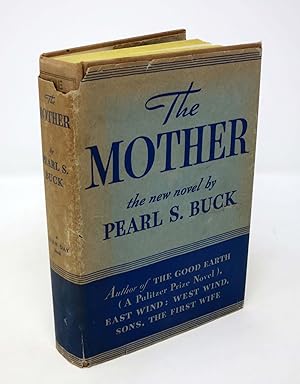 The
MOTHER
the new novel by
PEARL S. BUCK
Author of THE GOOD EARTH
(A Pulitzer Prize Novel),
EAST WIND: WEST WIND,
SONS, THE FIRST WIFE
The
MOTHER
by
PEARL S.
BUCK
A
DAY